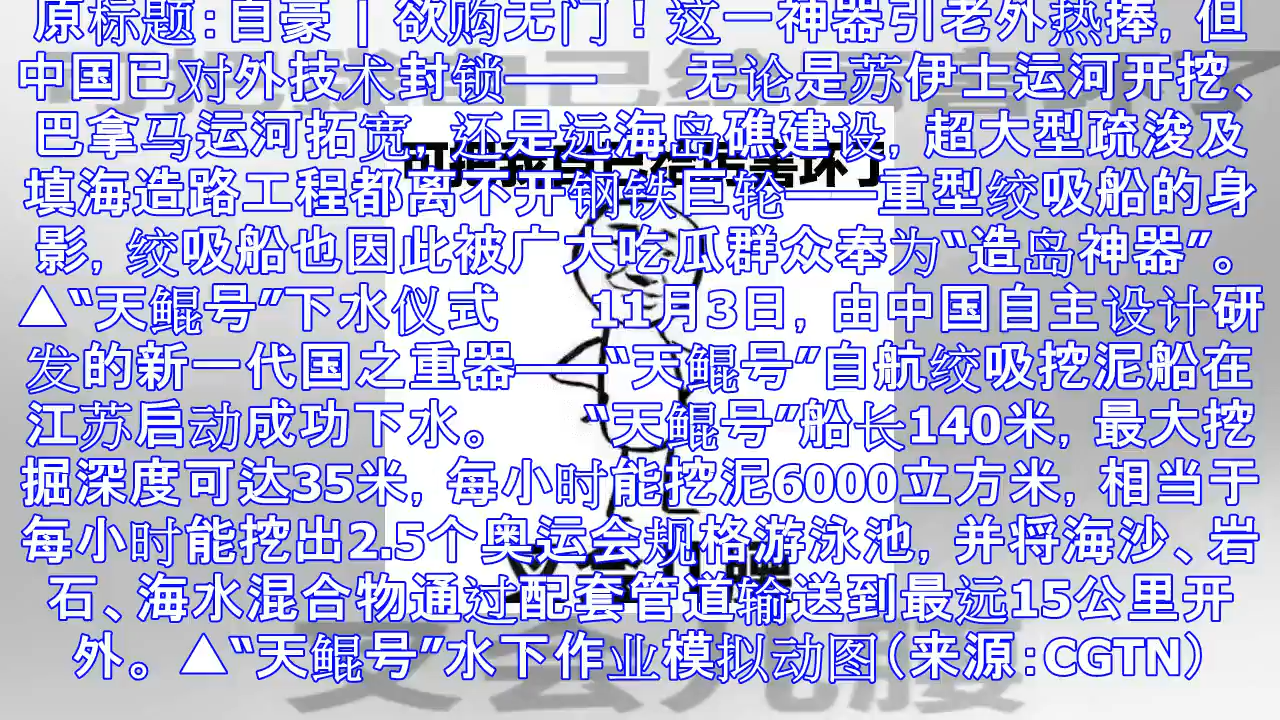 原标题:自豪 | 欲购无门！这一神器引老外热捧, 但
中国已对外技术封锁——　　无论是苏伊士运河开挖、
巴拿马运河拓宽, 还是远海岛礁建设, 超大型疏浚及
填海造路工程都离不开钢铁巨轮——重型绞吸船的身
影, 绞吸船也因此被广大吃瓜群众奉为“造岛神器”。
▲“天鲲号”下水仪式　　11月3日, 由中国自主设计研
发的新一代国之重器——“天鲲号”自航绞吸挖泥船在
江苏启动成功下水。　　“天鲲号”船长140米, 最大挖
掘深度可达35米, 每小时能挖泥6000立方米, 相当于
每小时能挖出2.5个奥运会规格游泳池, 并将海沙、岩
石、海水混合物通过配套管道输送到最远15公里开
外。▲“天鲲号”水下作业模拟动图(来源:CGTN)